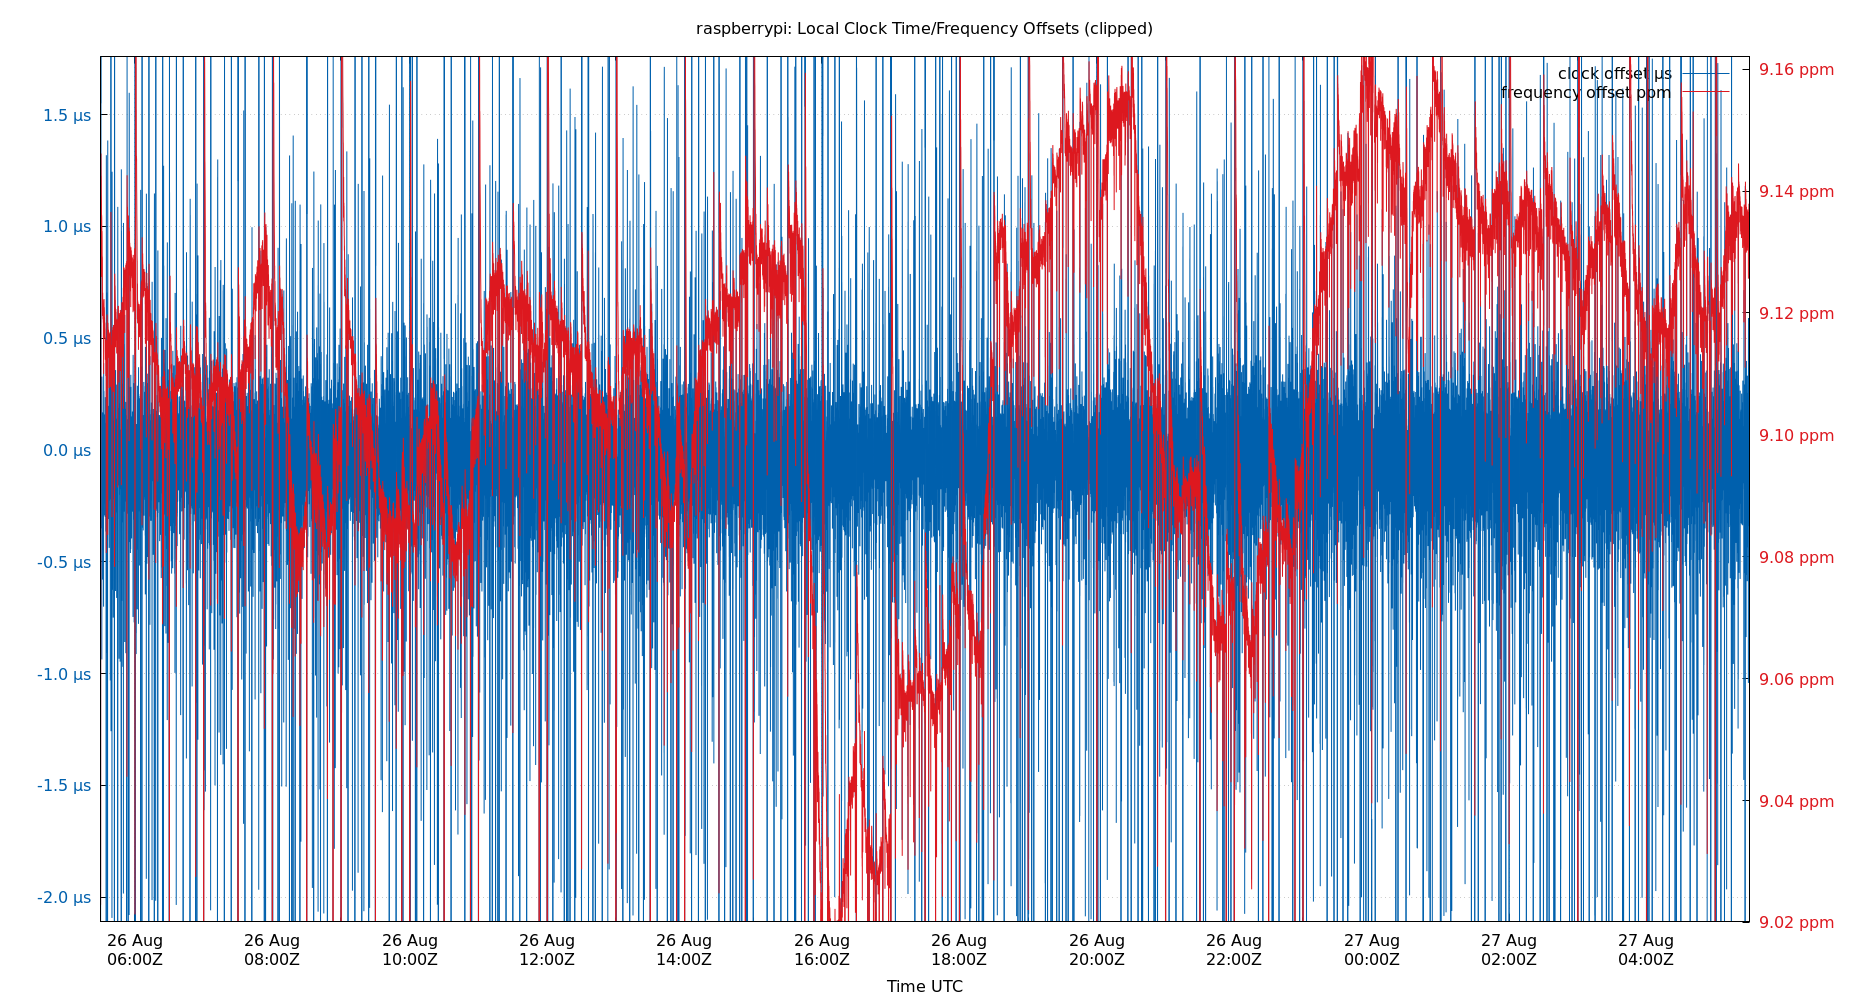 raspberrypi: Local Clock Time/Frequency Offsets (clipped)
clock offset µs
frequency offset ppm
1.5 µs
1.0 µs
0.5 µs
0.0 µs
-0.5 µs
-1.0 µs
-1.5 µs
-2.0 µs
9.16 ppm
9.14 ppm
9.12 ppm
9.10 ppm
9.08 ppm
9.06 ppm
9.04 ppm
9.02 ppm
26 Aug 26 Aug 26 Aug 26 Aug 26 Aug 26 Aug 26 Aug 26 Aug 26 Aug 27 Aug 27 Aug 27 Aug
06:00Z 08:00Z 10:00Z 12:00Z 14:00Z 16:00Z 18:00Z 20:00Z 22:00Z 00:00Z 02:00Z 04:00Z
Time UTC